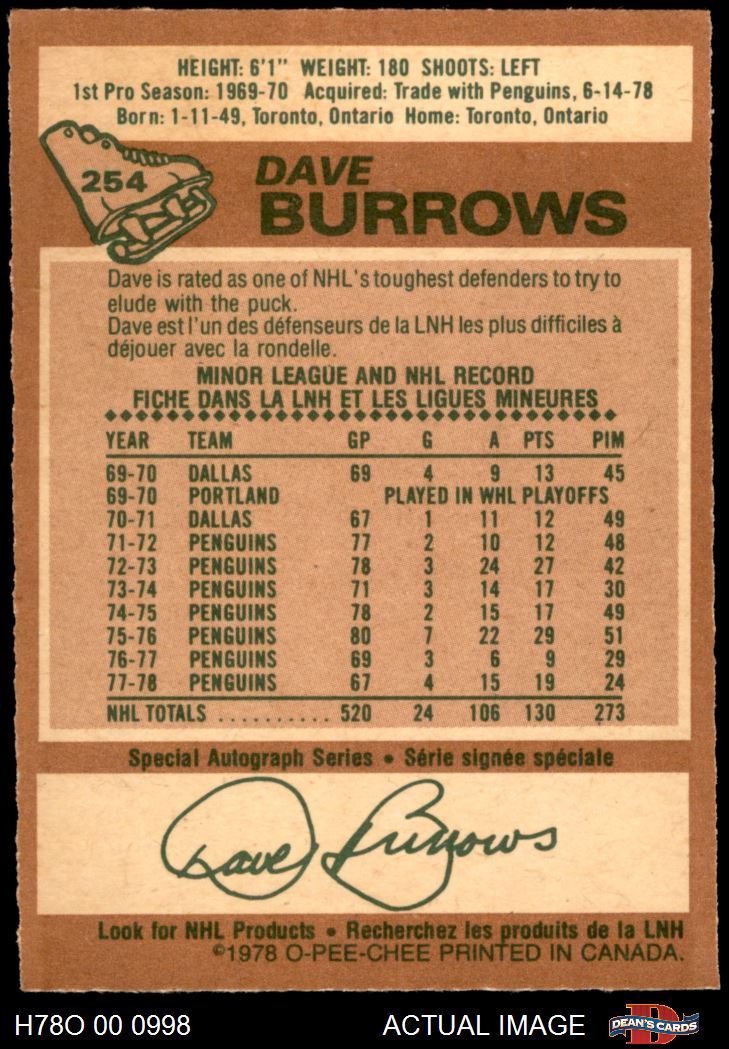 HEIGHT: 6'1" WEIGHT: 180 SHOOTS: LEFT
1st Pro Season: 1969-70 Acquired: Trade with Penguins, 6-14-78
Born: 1-11-49, Toronto, Ontario Home: Toronto, Ontario
254
DAVE
BURROWS
Dave is rated as one of NHL's toughest defenders to try to
elude with the puck.
Dave est l'un des défenseurs de la LNH les plus difficiles à
déjouer avec la rondelle.
MINOR LEAGUE AND NHL RECORD
FICHE DANS LA LNH ET LES LIGUES MINEURES
YEAR TEAM GP G A PTS PIM
69-70 DALLAS 69 4 9 13 45
69-70 PORTLAND PLAYED IN WHL PLAYOFFS
70-71 DALLAS 67 1 11 12 49
71-72 PENGUINS 77 2 10 12 48
72-73 PENGUINS 78 3 24 27 42
73-74 PENGUINS 71 3 14 17 30
74-75 PENGUINS 78 2 15 17 49
75-76 PENGUINS 80 7 22 29 51
76-77 PENGUINS 69 3 6 9 29
77-78 PENGUINS 67 4 15 19 24
NHL TOTALS .......... 520 24 106 130 273
Special Autograph Series • Série signée spéciale
Dave Burrows
Look for NHL Products • Recherchez les produits de la LNH
©1978 O-PEE-CHEE PRINTED IN CANADA.
H78O 00 0998 ACTUAL IMAGE D DEAN'S CARDS